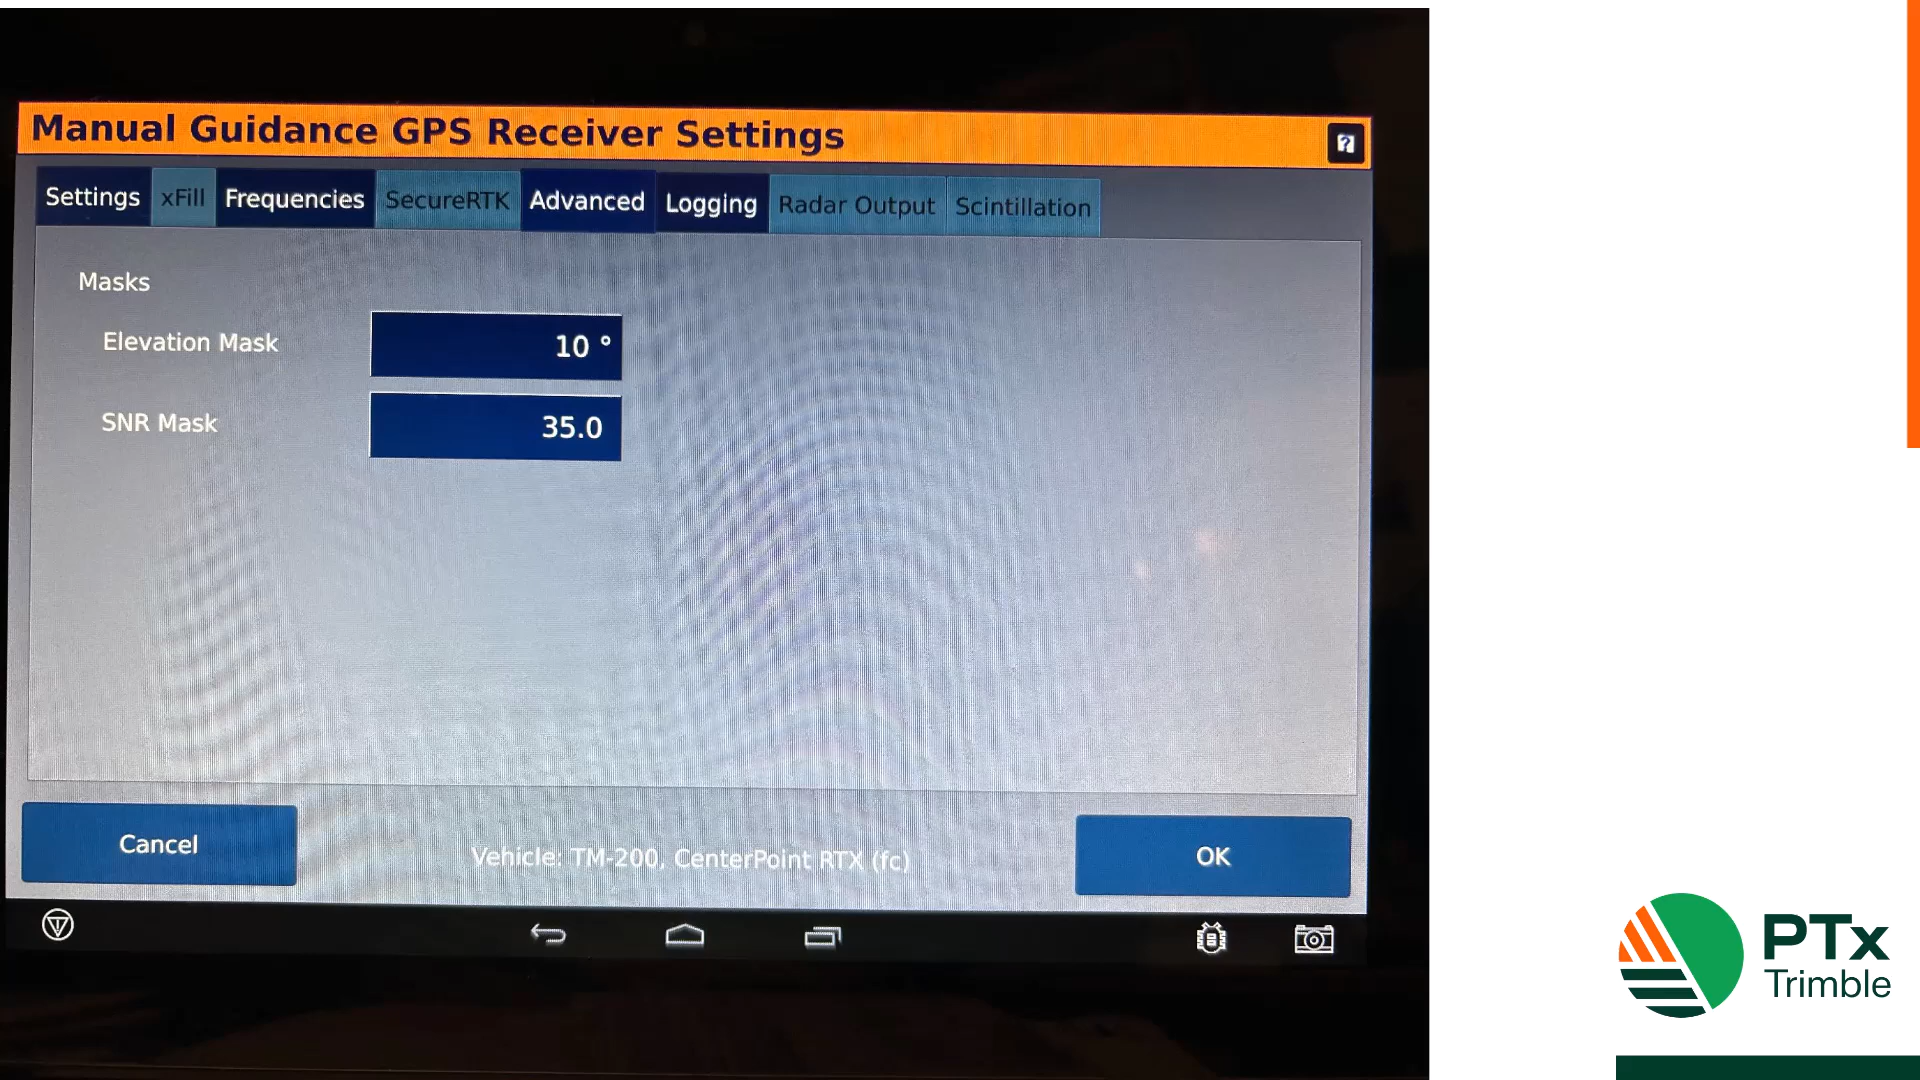 Manual Guidance GPS Receiver Settings
?
Settings xFill Frequencies SecureRTK Advanced Logging Radar Output Scintillation
Masks
Elevation Mask 10 °
SNR Mask 35.0
Cancel Vehicle: TM-200, CenterPoint RTX (fc) OK
PTx
Trimble